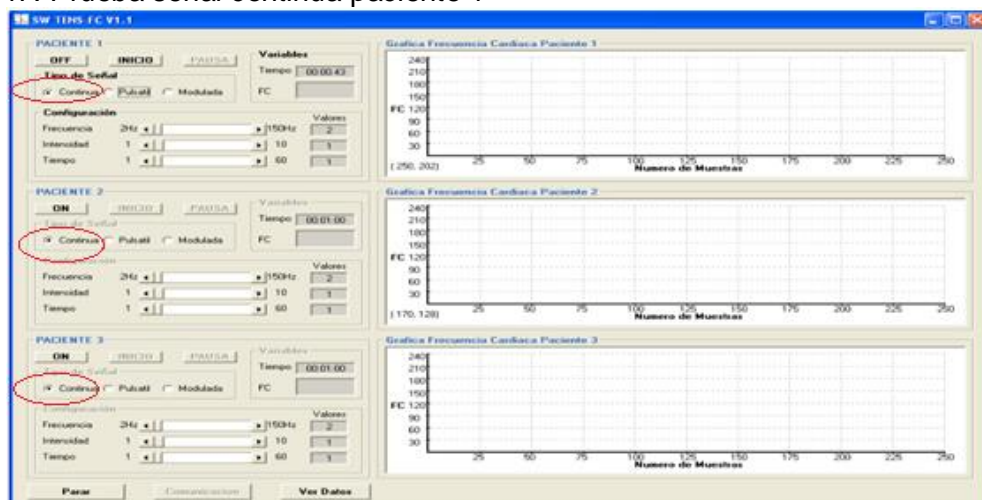 SW TENS-FC V1.1
PACIENTE 1
OFF INICIO PAUSA
Variables
Tiempo 00:00:43
FC
Tipo de Señal
Continua Pulsatil Modulada
Configuración
Valores
Frecuencia 2Hz 150Hz 2
Intensidad 1 10 1
Tiempo 1 60 1
Grafica Frecuencia Cardiaca Paciente 1
240
210
180
150
FC 120
90
60
30
( 250, 202) 25 50 75 100 125 150 175 200 225 250
Numero de Muestras
PACIENTE 2
ON INICIO PAUSA
Variables
Tiempo 00:01:00
FC
Tipo de Señal
Continua Pulsatil Modulada
Configuración
Valores
Frecuencia 2Hz 150Hz 2
Intensidad 1 10 1
Tiempo 1 60 1
Grafica Frecuencia Cardiaca Paciente 2
240
210
180
150
FC 120
90
60
30
( 170, 128) 25 50 75 100 125 150 175 200 225 250
Numero de Muestras
PACIENTE 3
ON INICIO PAUSA
Variables
Tiempo 00:01:00
FC
Tipo de Señal
Continua Pulsatil Modulada
Configuración
Valores
Frecuencia 2Hz 150Hz 2
Intensidad 1 10 1
Tiempo 1 60 1
Grafica Frecuencia Cardiaca Paciente 3
240
210
180
150
FC 120
90
60
30
25 50 75 100 125 150 175 200 225 250
Numero de Muestras
Parar Comunicacion Ver Datos